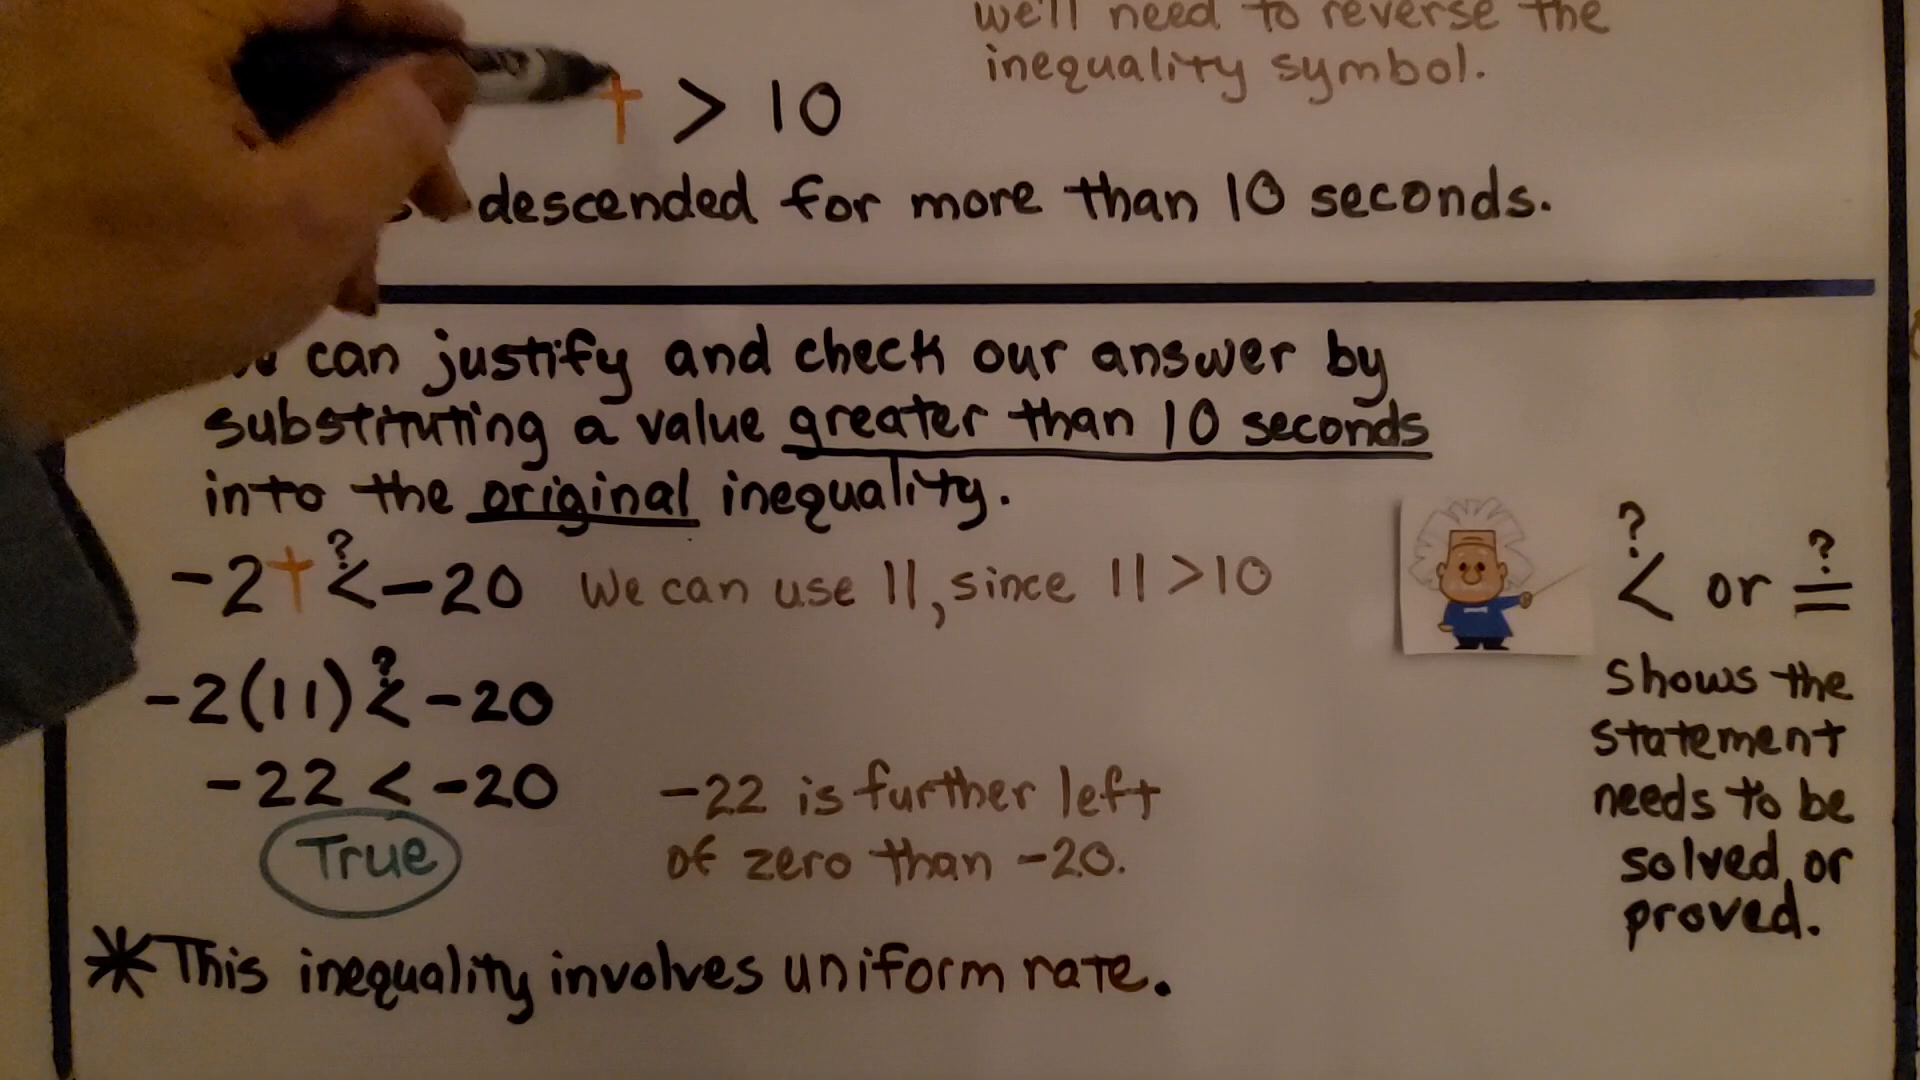 we'll need to reverse the
inequality symbol.
t > 10
descended for more than 10 seconds.
can justify and check our answer by
substituting a value greater than 10 seconds
into the original inequality.
-2t ?< -20 We can use 11, since 11 > 10
-2(11) ?< -20
-22 < -20
True
-22 is further left
of zero than -20.
*This inequality involves uniform rate.
?< or ?=
shows the
statement
needs to be
solved, or
proved.